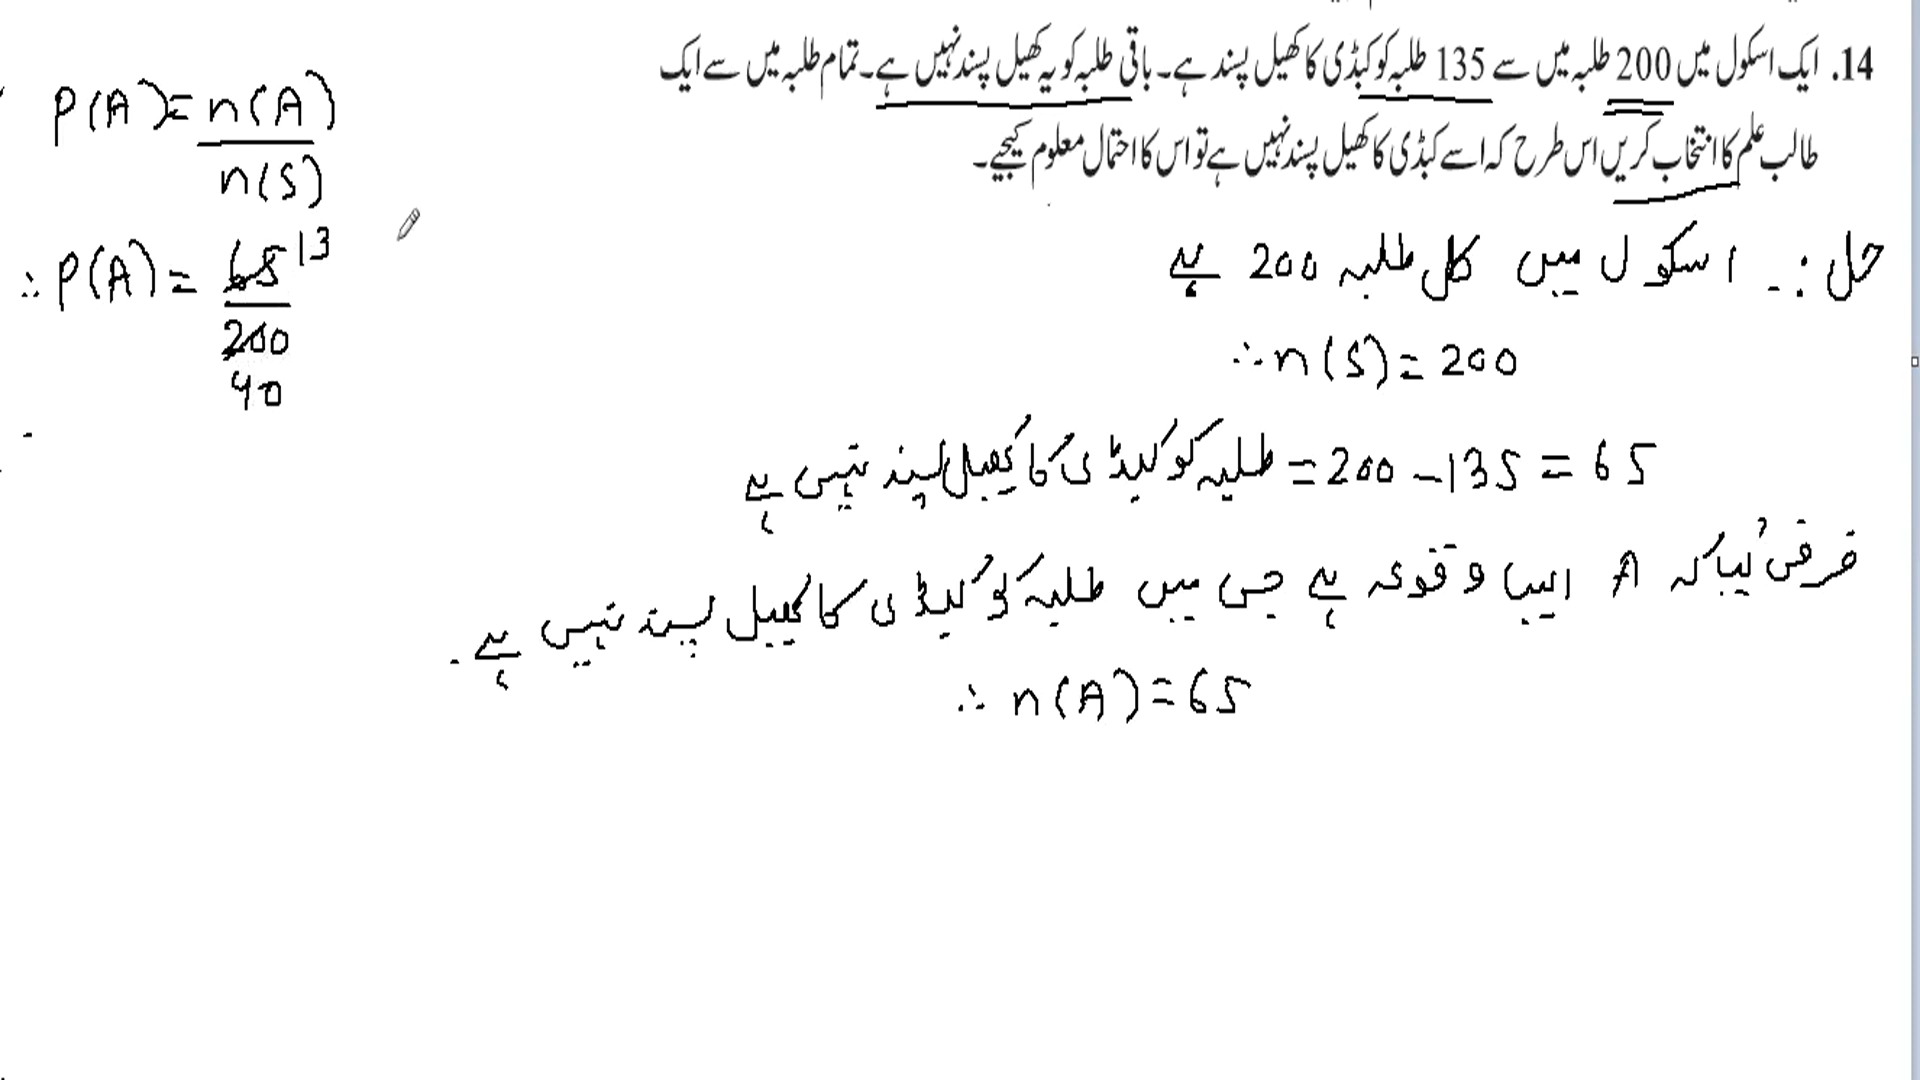 14. ایک اسکول میں 200 طلبہ میں سے 135 طلبہ کو کبڈی کا کھیل پسند ہے۔ باقی طلبہ کو یہ کھیل پسند نہیں ہے۔ تمام طلبہ میں سے ایک
طالب علم کا انتخاب کریں اس طرح کہ اسے کبڈی کا کھیل پسند نہیں ہے تو اس کا احتمال معلوم کیجیے۔
حل :. اسکول میں کل طلبہ 200 ہے
∴ n(S) = 200
65 = 135 - 200 = طلبہ کو کبڈی کا کھیل پسند نہیں ہے
فرض کیا کہ A ایسا وقوعہ ہے جس میں طلبہ کو کبڈی کا کھیل پسند نہیں ہے۔
∴ n(A) = 65
P(A) = n(A)
n(S)
∴ P(A) = 65 13
200
40